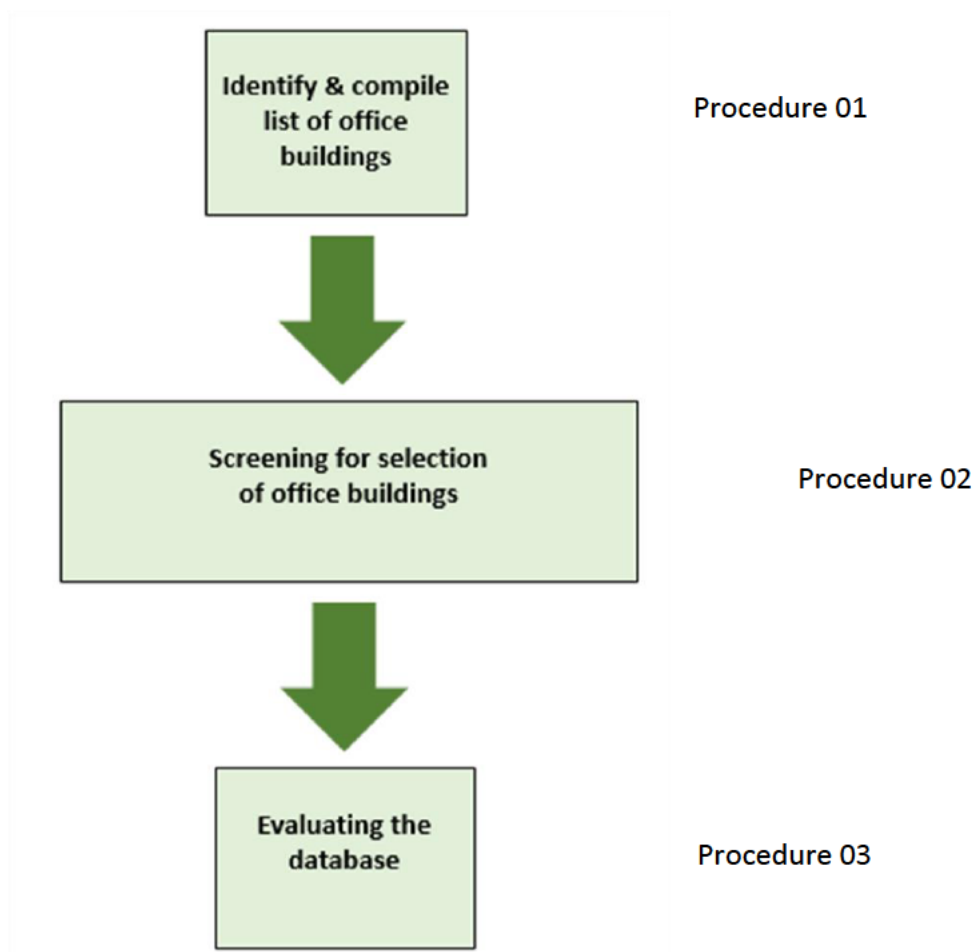 Identify & compile
list of office
buildings
Procedure 01
Screening for selection
of office buildings
Procedure 02
Evaluating the
database
Procedure 03